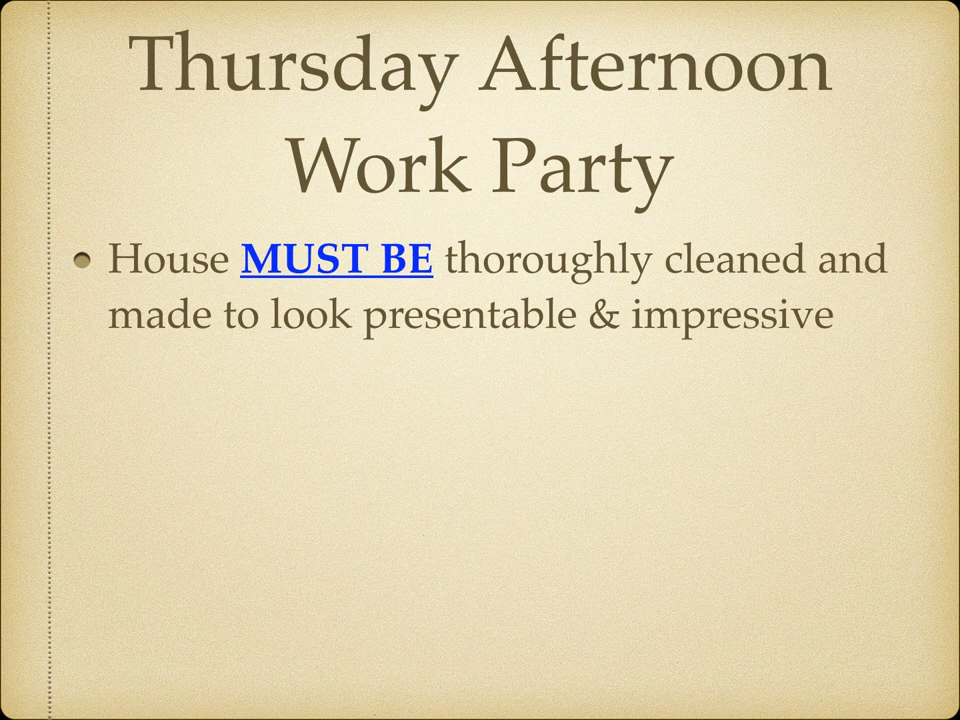 Thursday Afternoon
Work Party
House MUST BE thoroughly cleaned and
made to look presentable & impressive